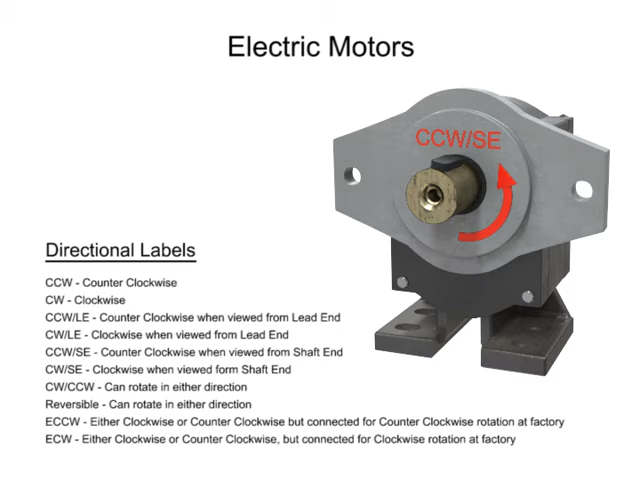 Electric Motors
CCW/SE
Directional Labels
CCW - Counter Clockwise
CW - Clockwise
CCW/LE - Counter Clockwise when viewed from Lead End
CW/LE - Clockwise when viewed from Lead End
CCW/SE - Counter Clockwise when viewed from Shaft End
CW/SE - Clockwise when viewed form Shaft End
CW/CCW - Can rotate in either direction
Reversible - Can rotate in either direction
ECCW - Either Clockwise or Counter Clockwise but connected for Counter Clockwise rotation at factory
ECW - Either Clockwise or Counter Clockwise, but connected for Clockwise rotation at factory